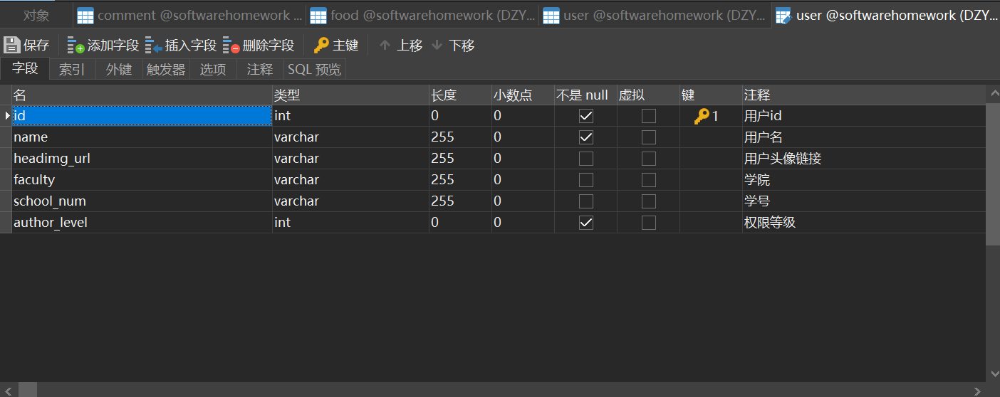 对象 comment @softwarehomework ... food @softwarehomework (DZY... user @softwarehomework (DZY... user @softwarehomework (DZY...
保存 添加字段 插入字段 删除字段 主键 上移 下移
字段 索引 外键 触发器 选项 注释 SQL 预览
名 类型 长度 小数点 不是 null 虚拟 键 注释
id int 0 0 1 用户id
name varchar 255 0 用户名
headimg_url varchar 255 0 用户头像链接
faculty varchar 255 0 学院
school_num varchar 255 0 学号
author_level int 0 0 权限等级